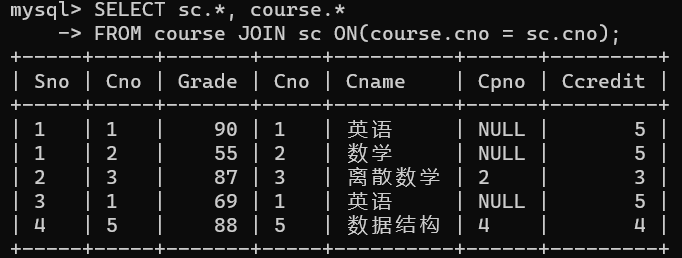 mysql> SELECT sc.*, course.*
    -> FROM course JOIN sc ON(course.cno = sc.cno);
+-----+-----+-------+-----+----------+------+---------+
| Sno | Cno | Grade | Cno | Cname    | Cpno | Ccredit |
+-----+-----+-------+-----+----------+------+---------+
| 1   | 1   |    90 | 1   | 英语     | NULL |       5 |
| 1   | 2   |    55 | 2   | 数学     | NULL |       5 |
| 2   | 3   |    87 | 3   | 离散数学 | 2    |       3 |
| 3   | 1   |    69 | 1   | 英语     | NULL |       5 |
| 4   | 5   |    88 | 5   | 数据结构 | 4    |       4 |
+-----+-----+-------+-----+----------+------+---------+